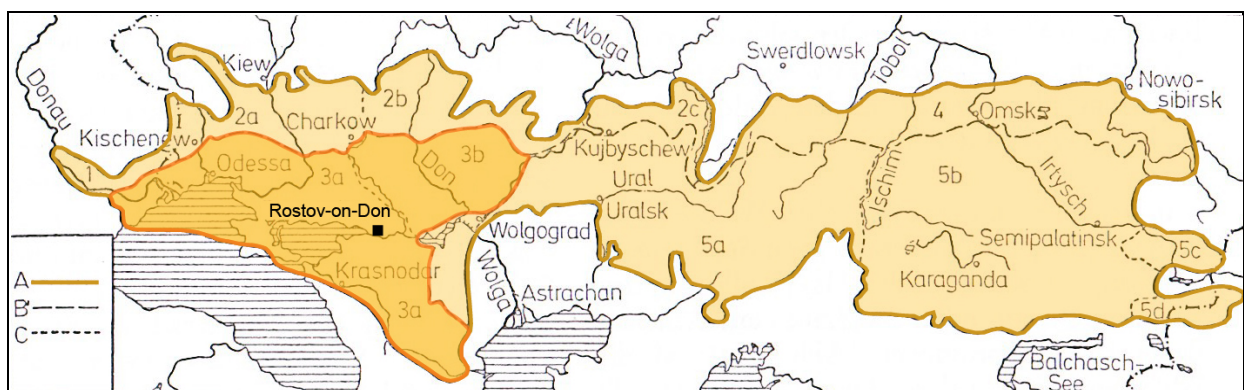 Donau
Kischenew
1
I
Kiew
2a
Charkow
2b
Odessa
3a
Don
3b
Rostov-on-Don
Krasnodar
3a
Wolga
Wolgograd
Wolga
Astrachan
Kujbyschew
2c
Ural
Uralsk
5a
Swerdlowsk
Tobol
4
Omsk
Ischim
5b
Irtysch
Nowo-
sibirsk
Semipalatinsk
Karaganda
5c
5d
Balchasch-
See
A
B
C